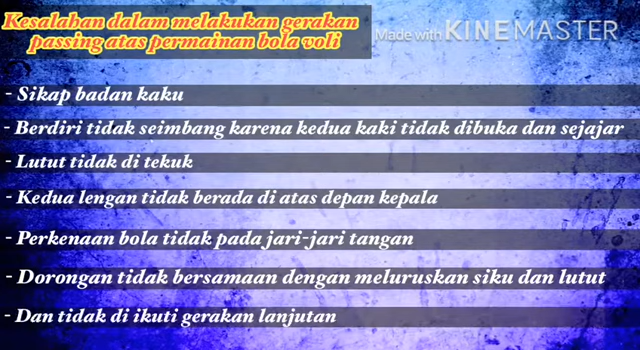 Kesalahan dalam melakukan gerakan
passing atas permainan bola voli
Made with KINEMASTER
- Sikap badan kaku
- Berdiri tidak seimbang karena kedua kaki tidak dibuka dan sejajar
- Lutut tidak di tekuk
- Kedua lengan tidak berada di atas depan kepala
- Perkenaan bola tidak pada jari-jari tangan
- Dorongan tidak bersamaan dengan meluruskan siku dan lutut
- Dan tidak di ikuti gerakan lanjutan